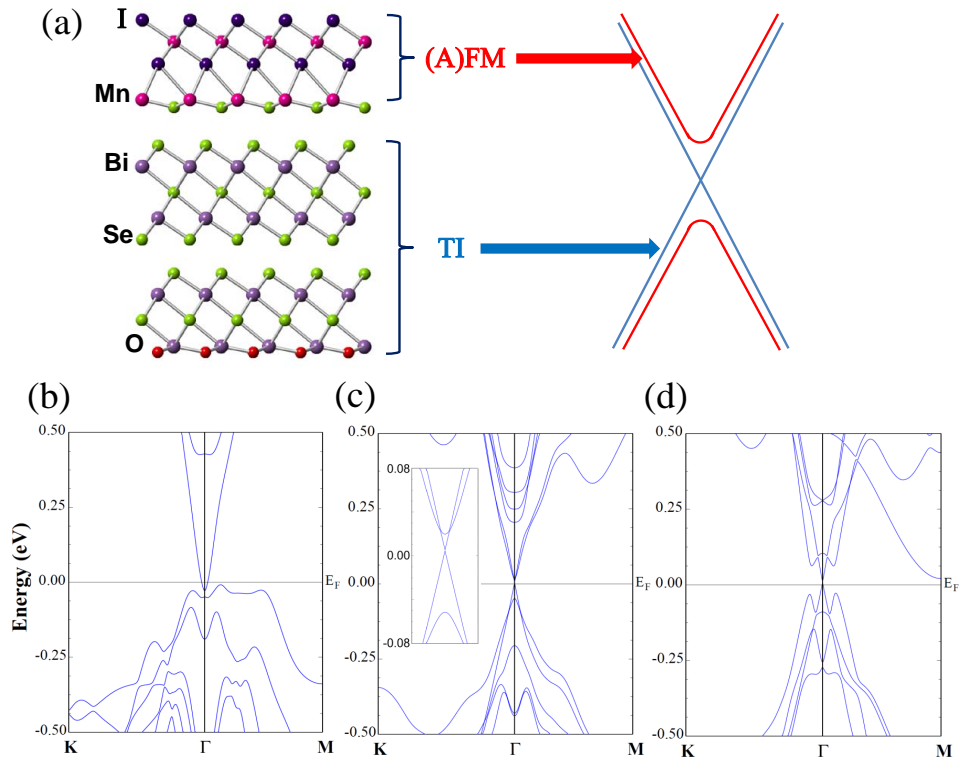 (a)
I
Mn
(A)FM
Bi
Se
TI
O
(b)
(c)
(d)
Energy (eV)
0.50
0.25
0.00
-0.25
-0.50
K
Γ
M
E_F
0.50
0.25
0.00
-0.25
-0.50
0.08
0.00
-0.08
K
Γ
M
E_F
0.50
0.25
0.00
-0.25
-0.50
K
Γ
M
E_F